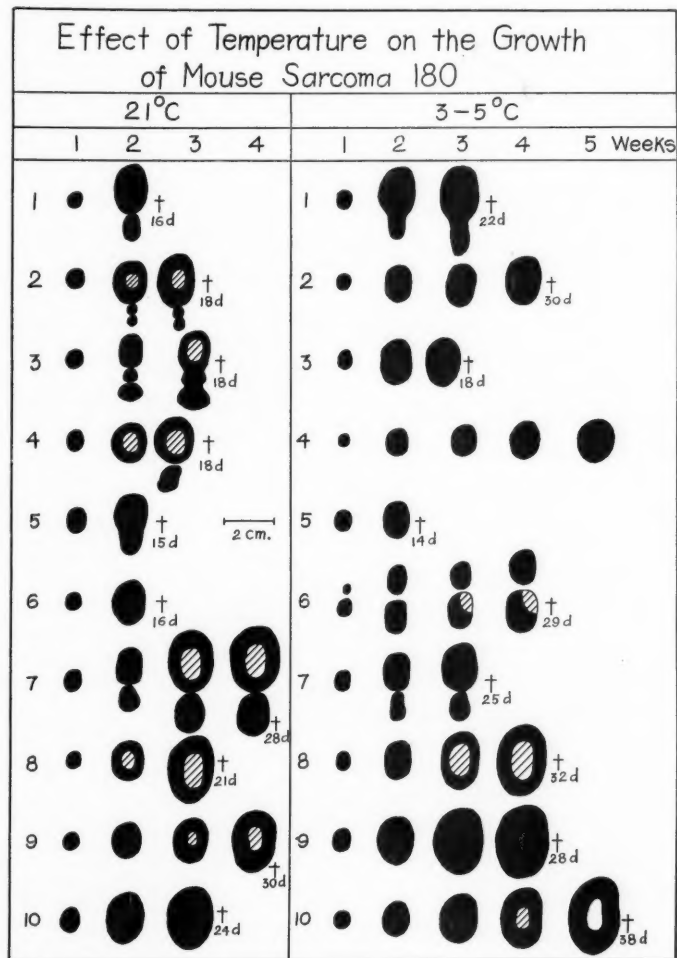 Effect of Temperature on the Growth
of Mouse Sarcoma 180
21°C 3-5°C
1 2 3 4 1 2 3 4 5 Weeks
1 †16d 1 †22d
2 †18d 2 †30d
3 †18d 3 †18d
4 †18d 4
5 †15d 2 cm. 5 †14d
6 †16d 6 †29d
7 †28d 7 †25d
8 †21d 8 †32d
9 †30d 9 †28d
10 †24d 10 †38d